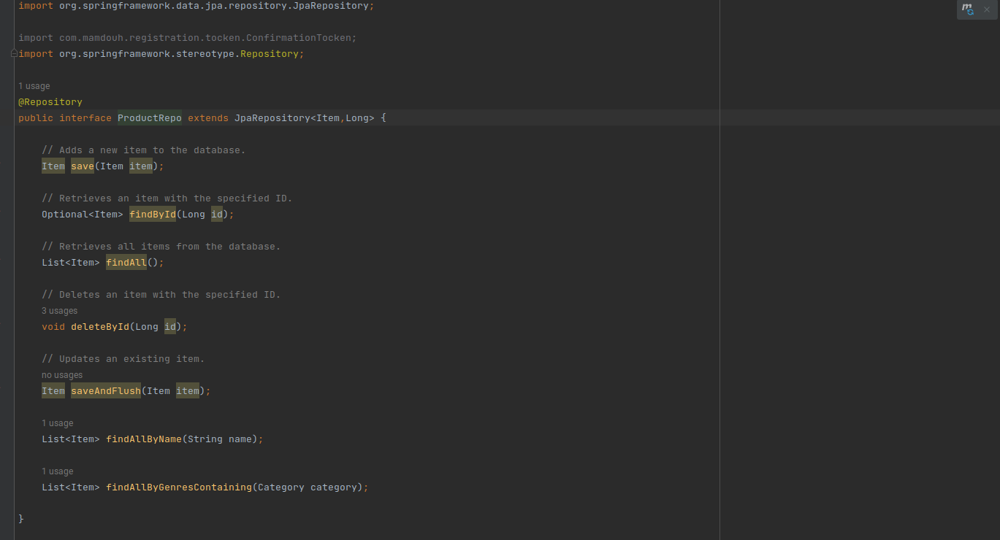 import org.springframework.data.jpa.repository.JpaRepository;
import com.mamdouh.registration.tocken.ConfirmationTocken;
import org.springframework.stereotype.Repository;
1 usage
@Repository
public interface ProductRepo extends JpaRepository<Item,Long> {
// Adds a new item to the database.
Item save(Item item);
// Retrieves an item with the specified ID.
Optional<Item> findById(Long id);
// Retrieves all items from the database.
List<Item> findAll();
// Deletes an item with the specified ID.
3 usages
void deleteById(Long id);
// Updates an existing item.
no usages
Item saveAndFlush(Item item);
1 usage
List<Item> findAllByName(String name);
1 usage
List<Item> findAllByGenresContaining(Category category);
}
m